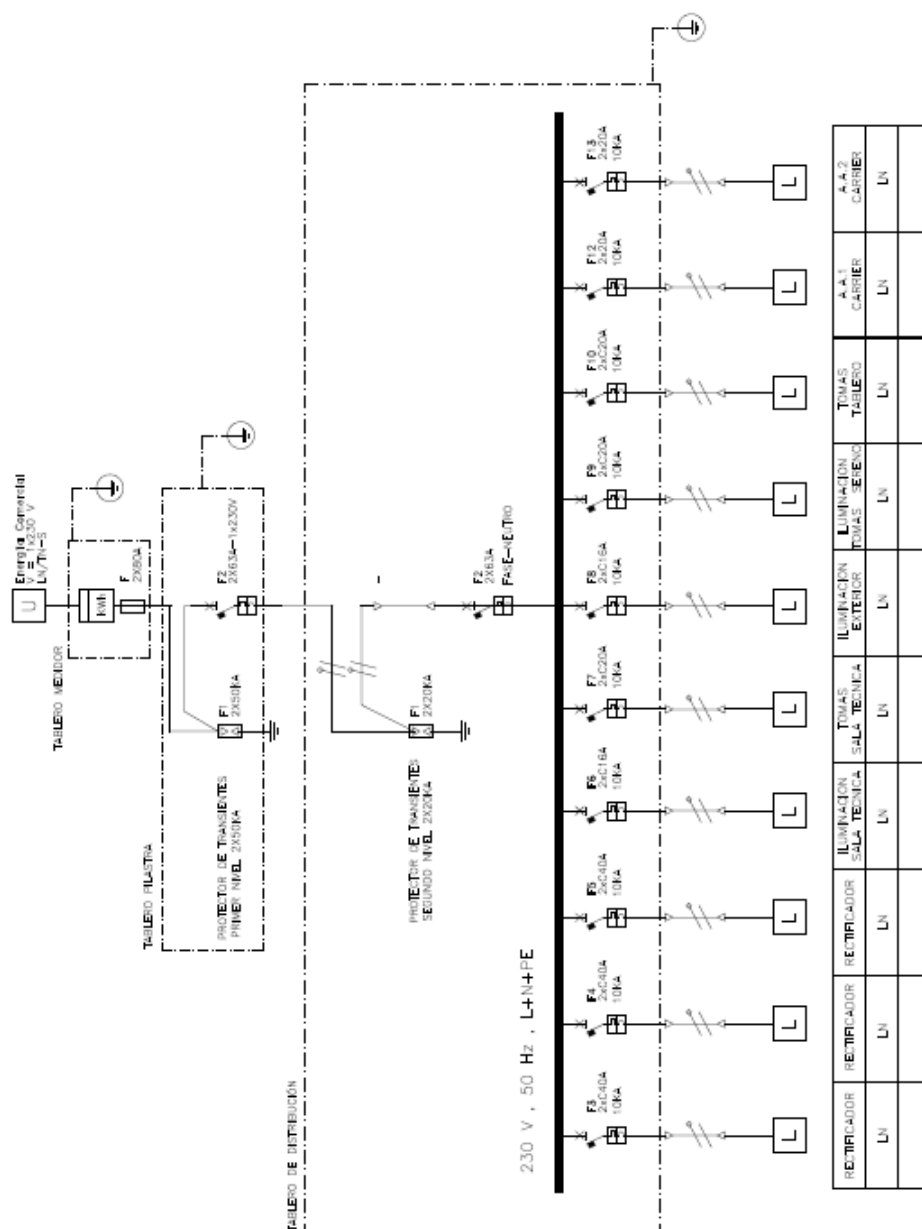 Energía Comercial
V = 1x230 V
LN/TN-S
U
TABLERO MEDIDOR
kWh
F
2X80A
TABLERO PILASTRA
F2
2X63A-1x230V
F1
2X50KA
PROTECTOR DE TRANSIENTES
PRIMER NIVEL 2X50KA
TABLERO DE DISTRIBUCIÓN
F1
2X20KA
PROTECTOR DE TRANSIENTES
SEGUNDO NIVEL 2X20KA
F2
2X63A
FASE-NEUTRO
230 V , 50 Hz , L+N+PE
F3
2xC40A
10KA
F4
2xC40A
10KA
F5
2xC40A
10KA
F6
2xC16A
10KA
F7
2xC20A
10KA
F8
2xC16A
10KA
F9
2xC20A
10KA
F10
2xC20A
10KA
F12
2x20A
10KA
F13
2x20A
10KA
L
L
L
L
L
L
L
L
L
L
RECTIFICADOR
LN
RECTIFICADOR
LN
RECTIFICADOR
LN
ILUMINACION
SALA TECNICA
LN
TOMAS
SALA TECNICA
LN
ILUMINACION
EXTERIOR
LN
ILUMINACION
TOMAS SERENO
LN
TOMAS
TABLERO
LN
A.A.1
CARRIER
LN
A.A.2
CARRIER
LN